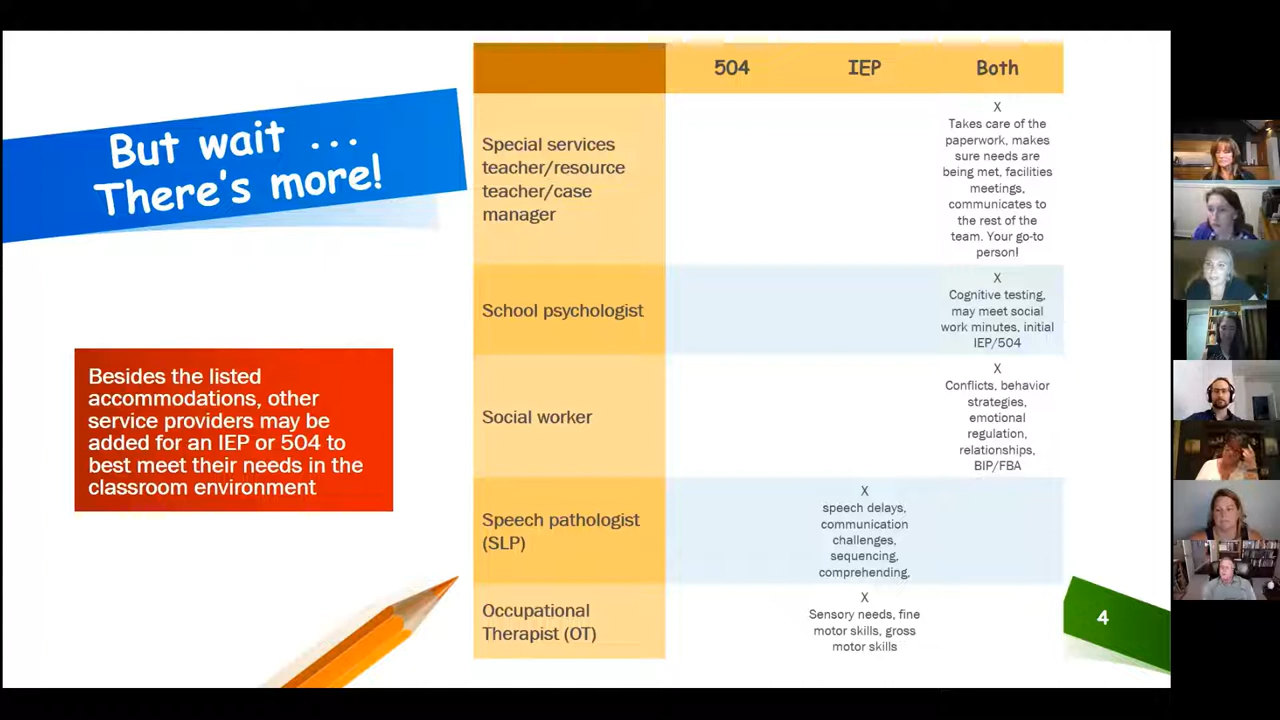 But wait ...
There's more!
Besides the listed
accommodations, other
service providers may be
added for an IEP or 504 to
best meet their needs in the
classroom environment
504 IEP Both
Special services
teacher/resource
teacher/case
manager
X
Takes care of the
paperwork, makes
sure needs are
being met, facilities
meetings,
communicates to
the rest of the
team. Your go-to
person!
School psychologist
X
Cognitive testing,
may meet social
work minutes, initial
IEP/504
Social worker
X
Conflicts, behavior
strategies,
emotional
regulation,
relationships,
BIP/FBA
Speech pathologist
(SLP)
X
speech delays,
communication
challenges,
sequencing,
comprehending,
Occupational
Therapist (OT)
X
Sensory needs, fine
motor skills, gross
motor skills
4